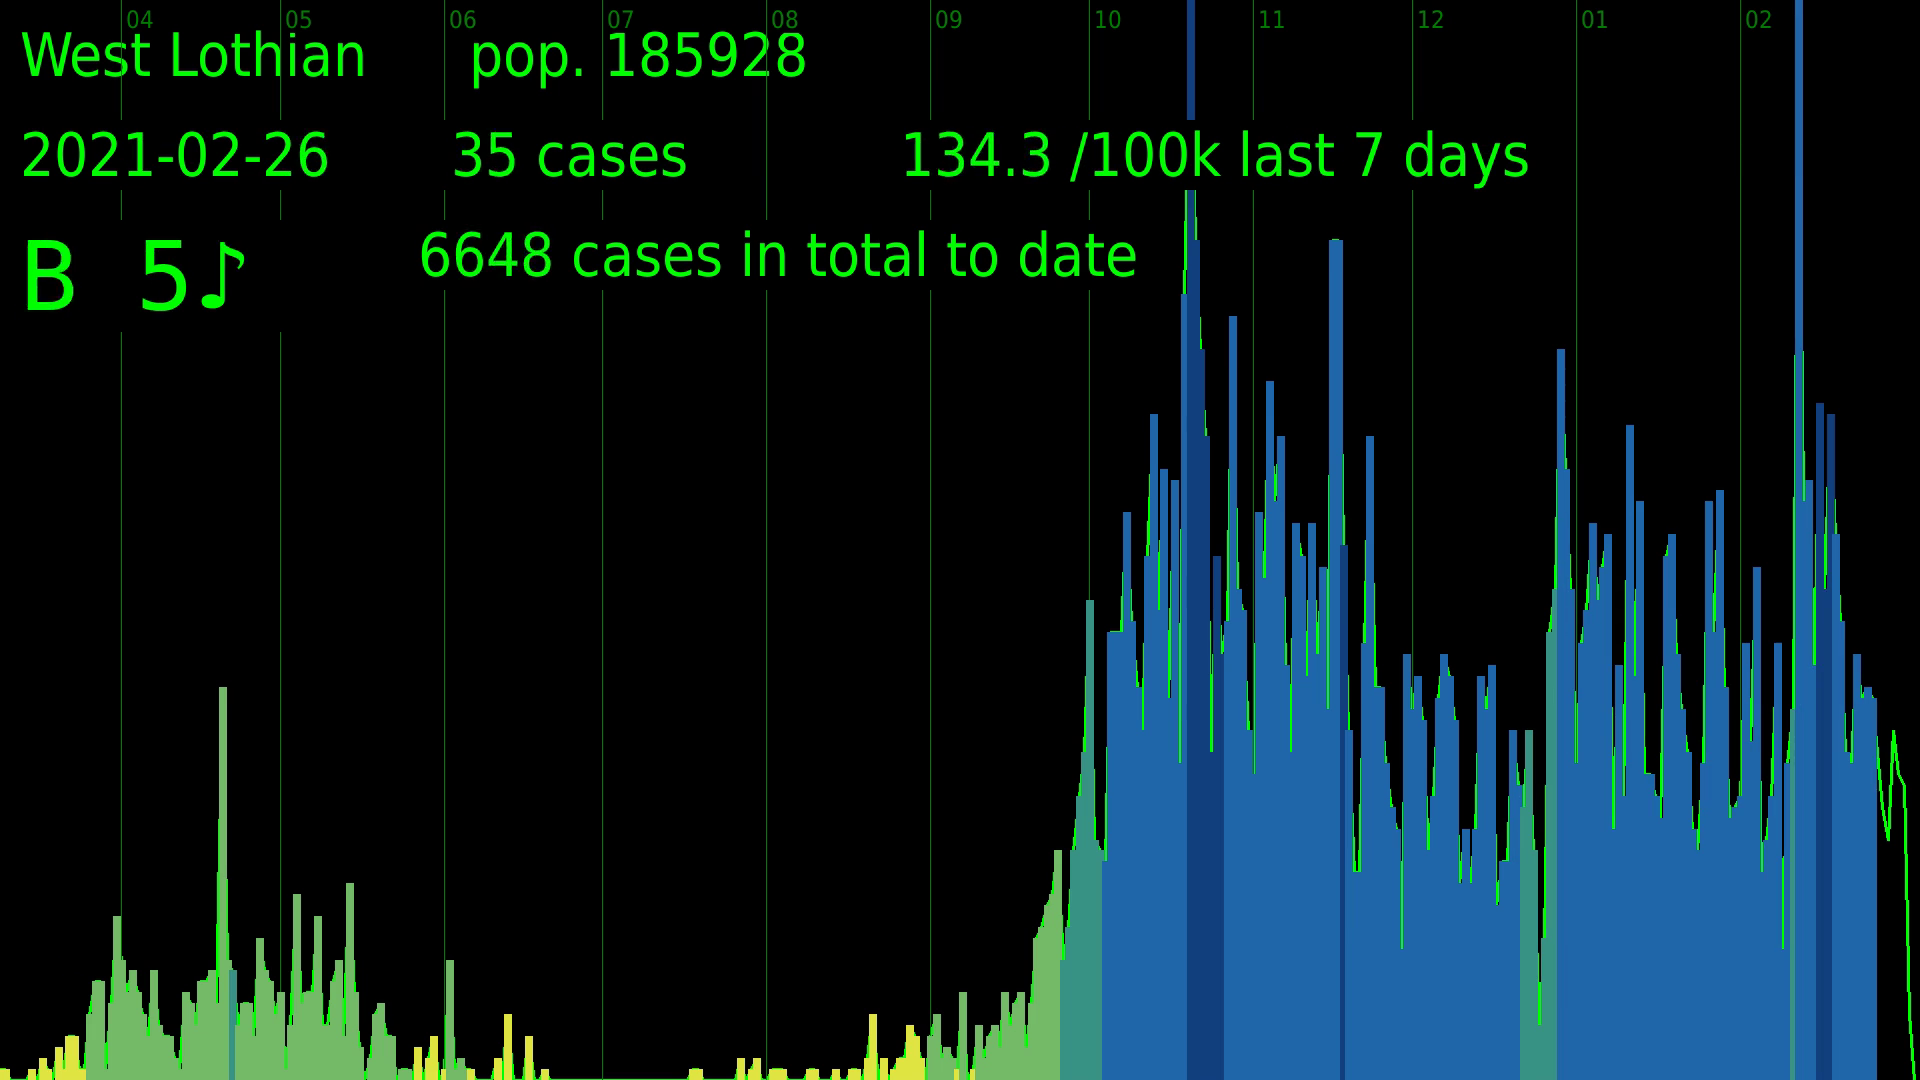 04 05 06 07 08 09 10 11 12 01 02
West Lothian pop. 185928
2021-02-26 35 cases 134.3 /100k last 7 days
B 5♪ 6648 cases in total to date